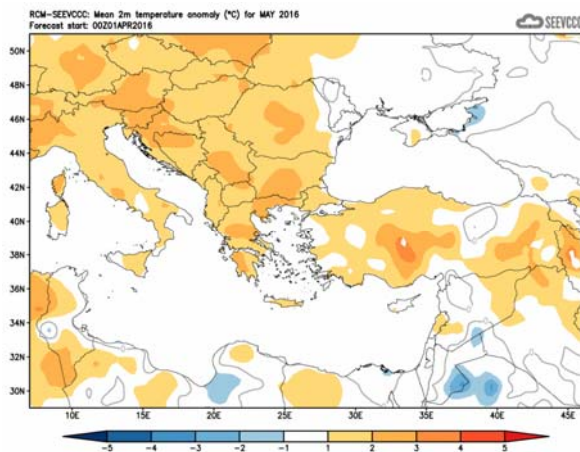 RCM-SEEVCCC: Mean 2m temperature anomaly (°C) for MAY 2016
Forecast start: 00Z01APR2016
SEEVCCC
50N
48N
46N
44N
42N
40N
38N
36N
34N
32N
30N
10E 15E 20E 25E 30E 35E 40E 45E
-5 -4 -3 -2 -1 1 2 3 4 5